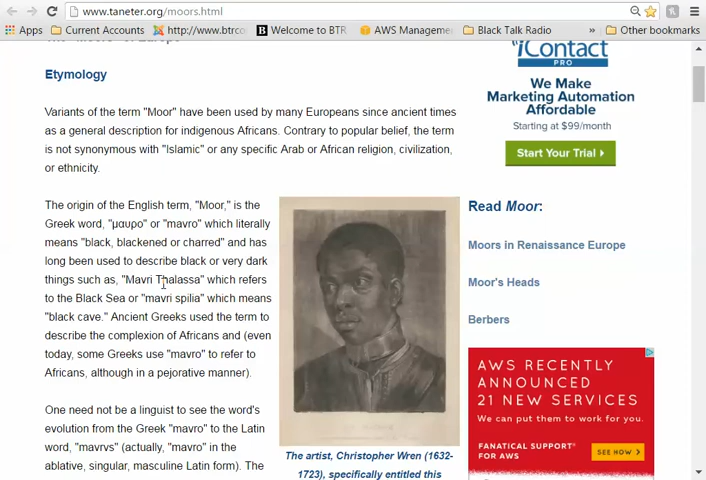 www.taneter.org/moors.html
Apps Current Accounts http://www.btrco Welcome to BTR AWS Managemen Black Talk Radio » Other bookmarks
Etymology
Variants of the term "Moor" have been used by many Europeans since ancient times
as a general description for indigenous Africans. Contrary to popular belief, the term
is not synonymous with "Islamic" or any specific Arab or African religion, civilization,
or ethnicity.
The origin of the English term, "Moor," is the
Greek word, "μαυρο" or "mavro" which literally
means "black, blackened or charred" and has
long been used to describe black or very dark
things such as, "Mavri Thalassa" which refers
to the Black Sea or "mavri spilia" which means
"black cave." Ancient Greeks used the term to
describe the complexion of Africans and (even
today, some Greeks use "mavro" to refer to
Africans, although in a pejorative manner).
One need not be a linguist to see the word's
evolution from the Greek "mavro" to the Latin
word, "mavrvs" (actually, "mavro" in the
ablative, singular, masculine Latin form). The
The artist, Christopher Wren (1632-
1723), specifically entitled this
iContact
PRO
We Make
Marketing Automation
Affordable
Starting at $99/month
Start Your Trial
Read Moor:
Moors in Renaissance Europe
Moor's Heads
Berbers
AWS RECENTLY
ANNOUNCED
21 NEW SERVICES
We can put them to work for you.
FANATICAL SUPPORT®
FOR AWS
SEE HOW >